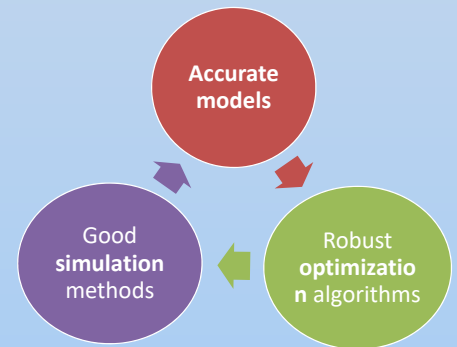 Accurate
models
Good
simulation
methods
Robust
optimizatio
n algorithms